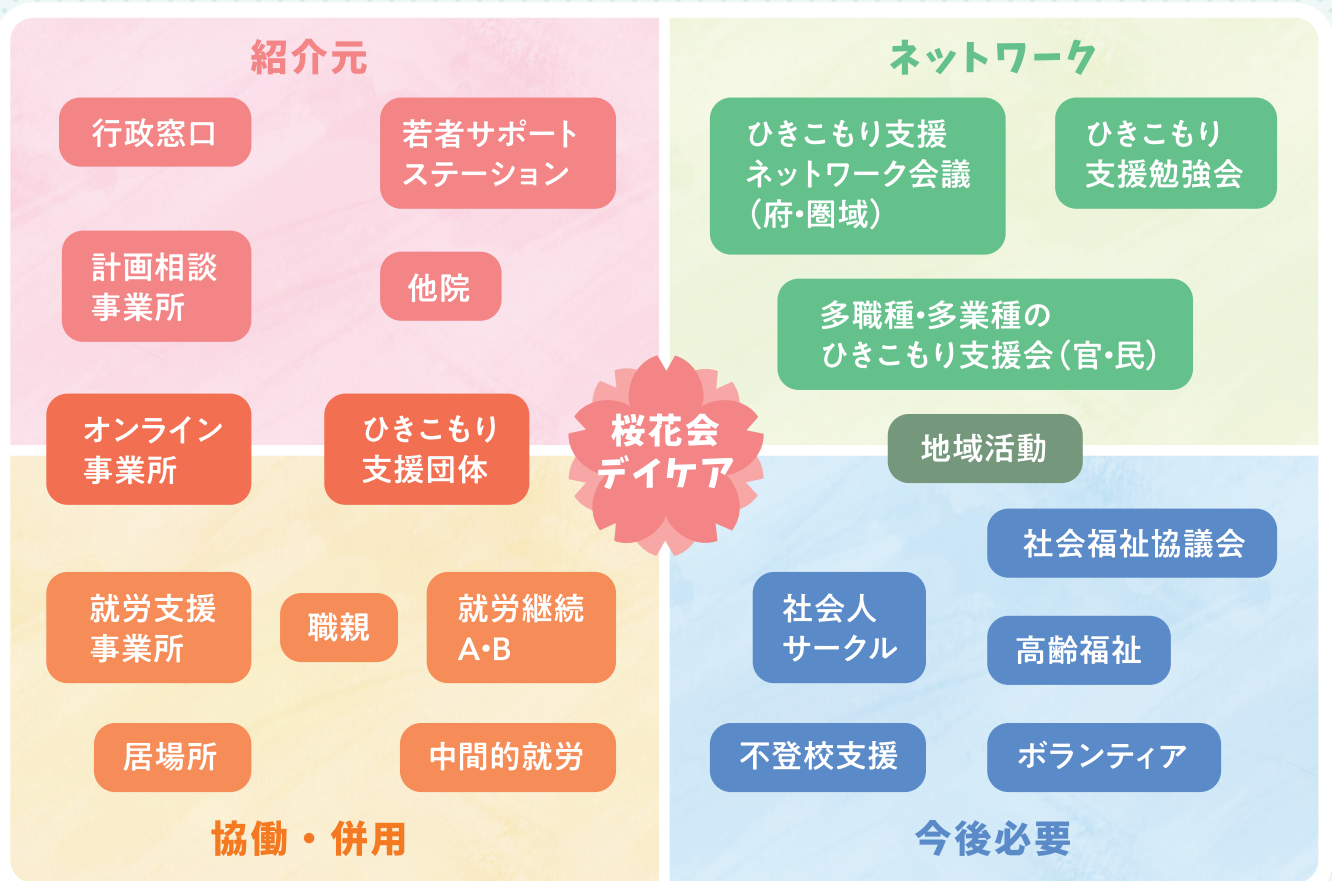 紹介元
行政窓口
若者サポート
ステーション
計画相談
事業所
他院
ネットワーク
ひきこもり支援
ネットワーク会議
（府・圏域）
ひきこもり
支援勉強会
多職種・多業種の
ひきこもり支援会（官・民）
オンライン
事業所
ひきこもり
支援団体
桜花会
デイケア
地域活動
就労支援
事業所
職親
就労継続
A・B
居場所
中間的就労
協働・併用
社会福祉協議会
社会人
サークル
高齢福祉
不登校支援
ボランティア
今後必要